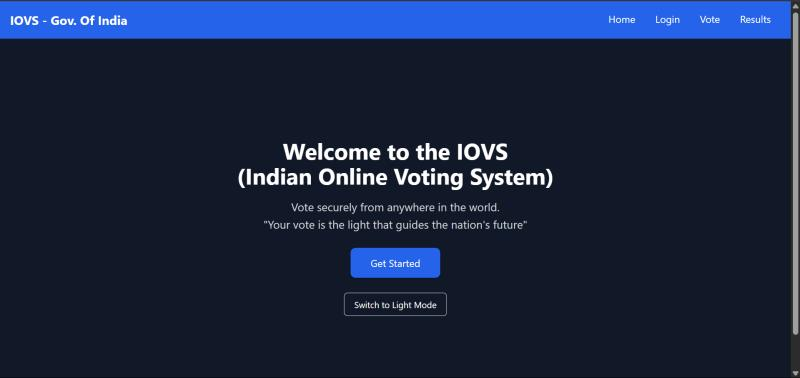 IOVS - Gov. Of India
Home Login Vote Results
Welcome to the IOVS
(Indian Online Voting System)
Vote securely from anywhere in the world.
"Your vote is the light that guides the nation's future"
Get Started
Switch to Light Mode